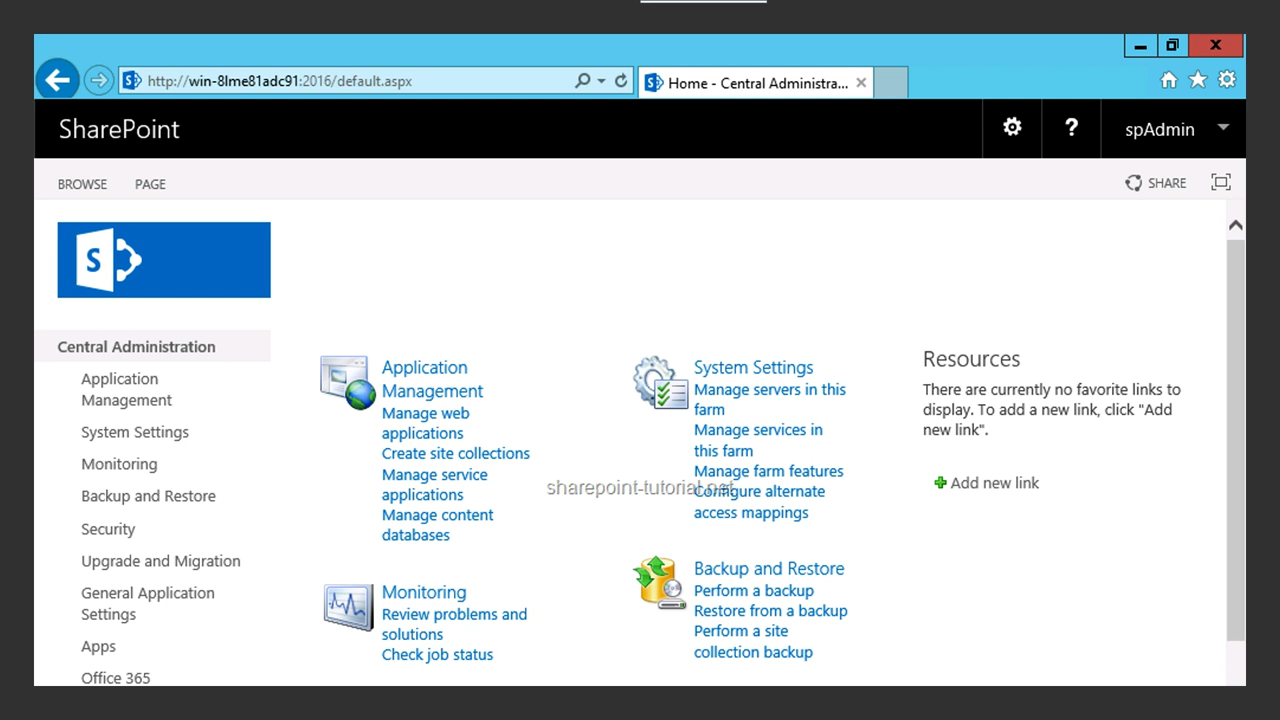 http://win-8lme81adc91:2016/default.aspx
Home - Central Administra...
SharePoint
?
spAdmin
BROWSE
PAGE
SHARE
S
Central Administration
Application
Management
System Settings
Monitoring
Backup and Restore
Security
Upgrade and Migration
General Application
Settings
Apps
Office 365
Application
Management
Manage web
applications
Create site collections
Manage service
applications
Manage content
databases
Monitoring
Review problems and
solutions
Check job status
System Settings
Manage servers in this
farm
Manage services in
this farm
Manage farm features
Configure alternate
access mappings
Backup and Restore
Perform a backup
Restore from a backup
Perform a site
collection backup
Resources
There are currently no favorite links to
display. To add a new link, click "Add
new link".
Add new link
sharepoint-tutorial.net